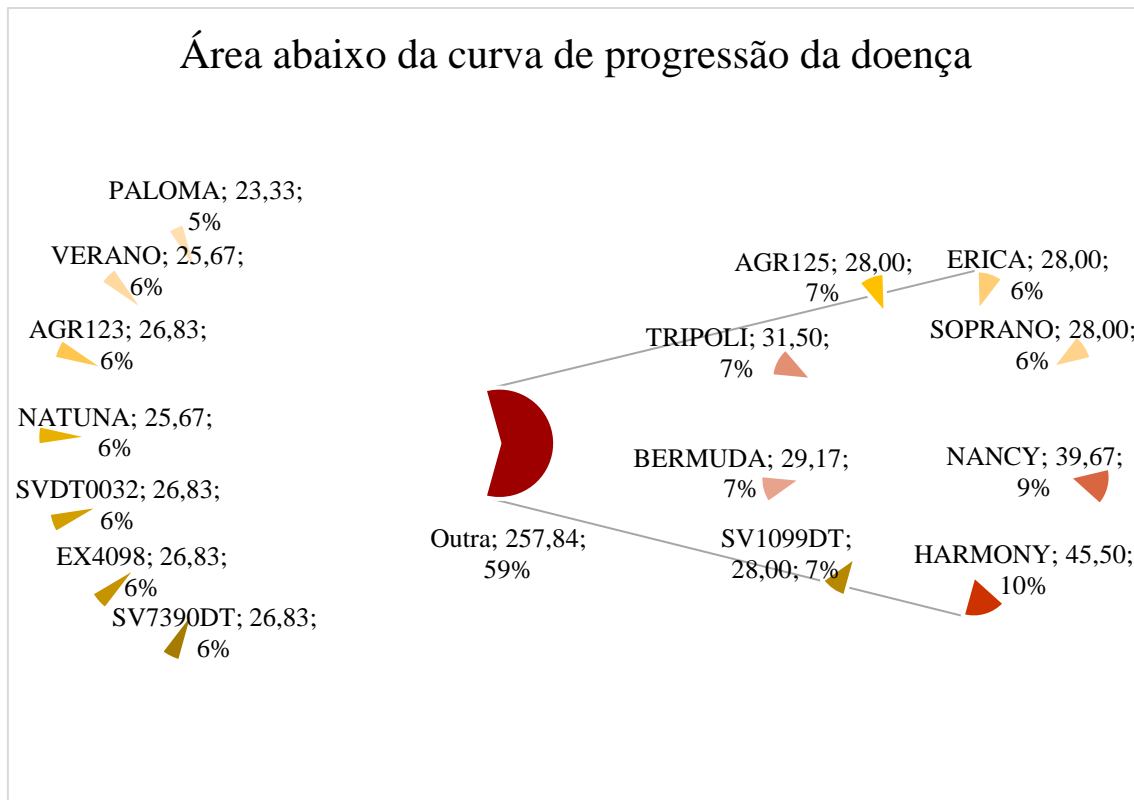 Área abaixo da curva de progressão da doença
PALOMA; 23,33;
5%
VERANO; 25,67;
6%
AGR123; 26,83;
6%
NATUNA; 25,67;
6%
SVDT0032; 26,83;
6%
EX4098; 26,83;
6%
SV7390DT; 26,83;
6%
Outra; 257,84;
59%
AGR125; 28,00;
7%
TRIPOLI; 31,50;
7%
BERMUDA; 29,17;
7%
SV1099DT;
28,00; 7%
ERICA; 28,00;
6%
SOPRANO; 28,00;
6%
NANCY; 39,67;
9%
HARMONY; 45,50;
10%